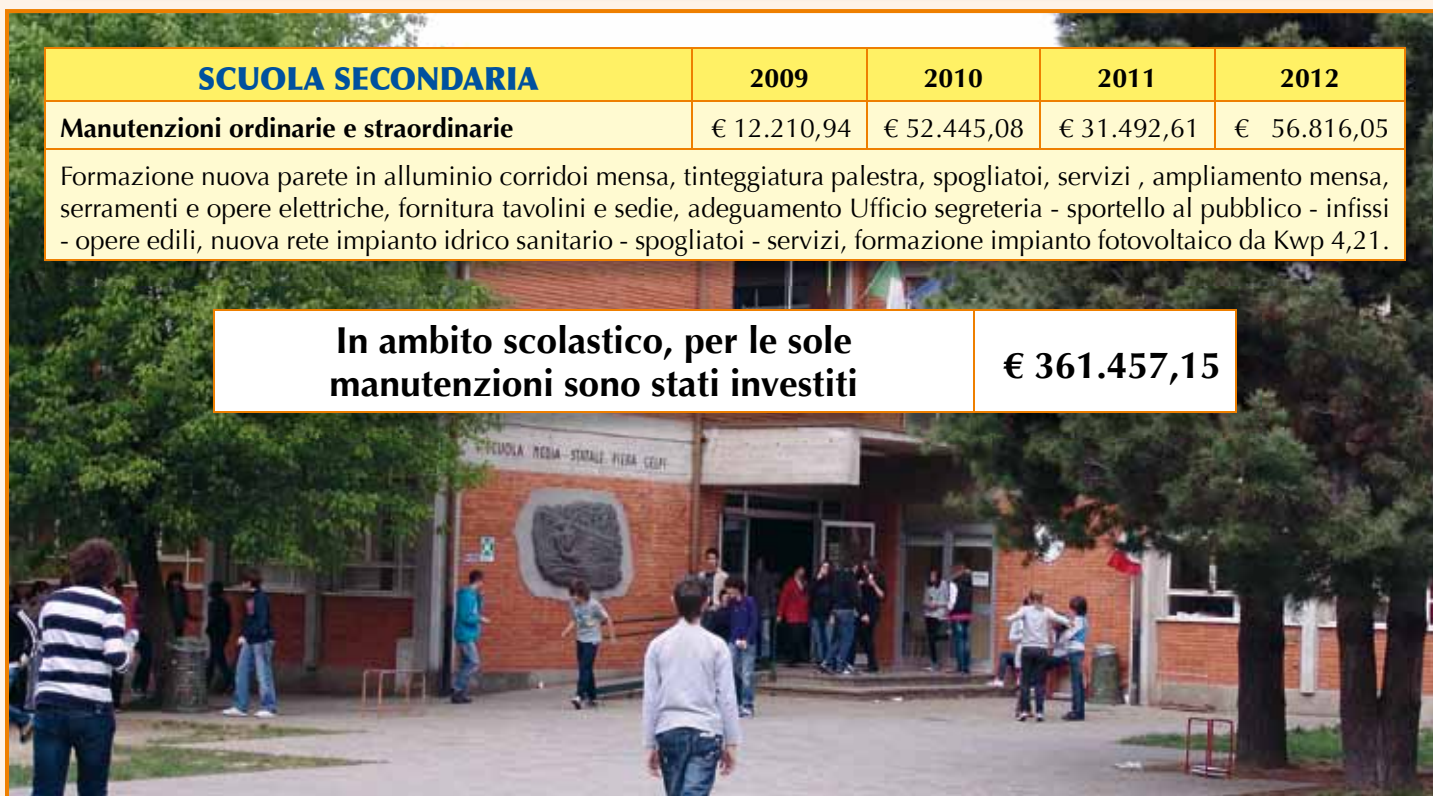 SCUOLA SECONDARIA 2009 2010 2011 2012
Manutenzioni ordinarie e straordinarie € 12.210,94 € 52.445,08 € 31.492,61 € 56.816,05
Formazione nuova parete in alluminio corridoi mensa, tinteggiatura palestra, spogliatoi, servizi , ampliamento mensa,
serramenti e opere elettriche, fornitura tavolini e sedie, adeguamento Ufficio segreteria - sportello al pubblico - infissi
- opere edili, nuova rete impianto idrico sanitario - spogliatoi - servizi, formazione impianto fotovoltaico da Kwp 4,21.
In ambito scolastico, per le sole
manutenzioni sono stati investiti
€ 361.457,15
SCUOLA MEDIA STATALE PIERA